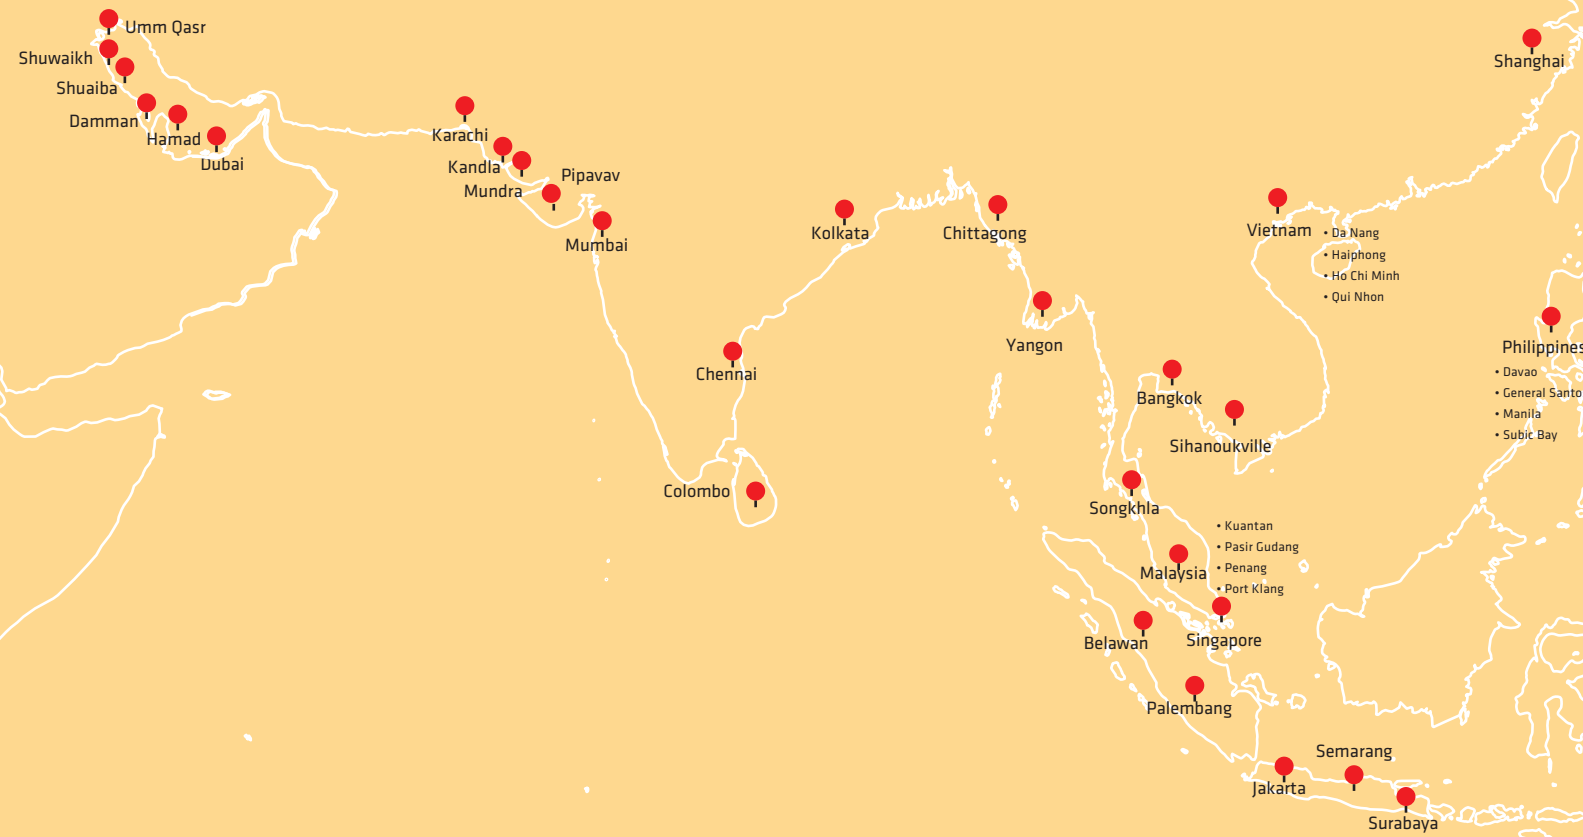 Umm Qasr
Shuwaikh
Shuaiba
Damman
Hamad
Dubai
Karachi
Kandla
Mundra
Pipavav
Mumbai
Kolkata
Chittagong
Chennai
Colombo
Yangon
Bangkok
Sihanoukville
Songkhla
Malaysia
• Kuantan
• Pasir Gudang
• Penang
• Port Klang
Singapore
Belawan
Palembang
Jakarta
Semarang
Surabaya
Shanghai
Vietnam
• Da Nang
• Haiphong
• Ho Chi Minh
• Qui Nhon
Philippines
• Davao
• General Santo
• Manila
• Subic Bay